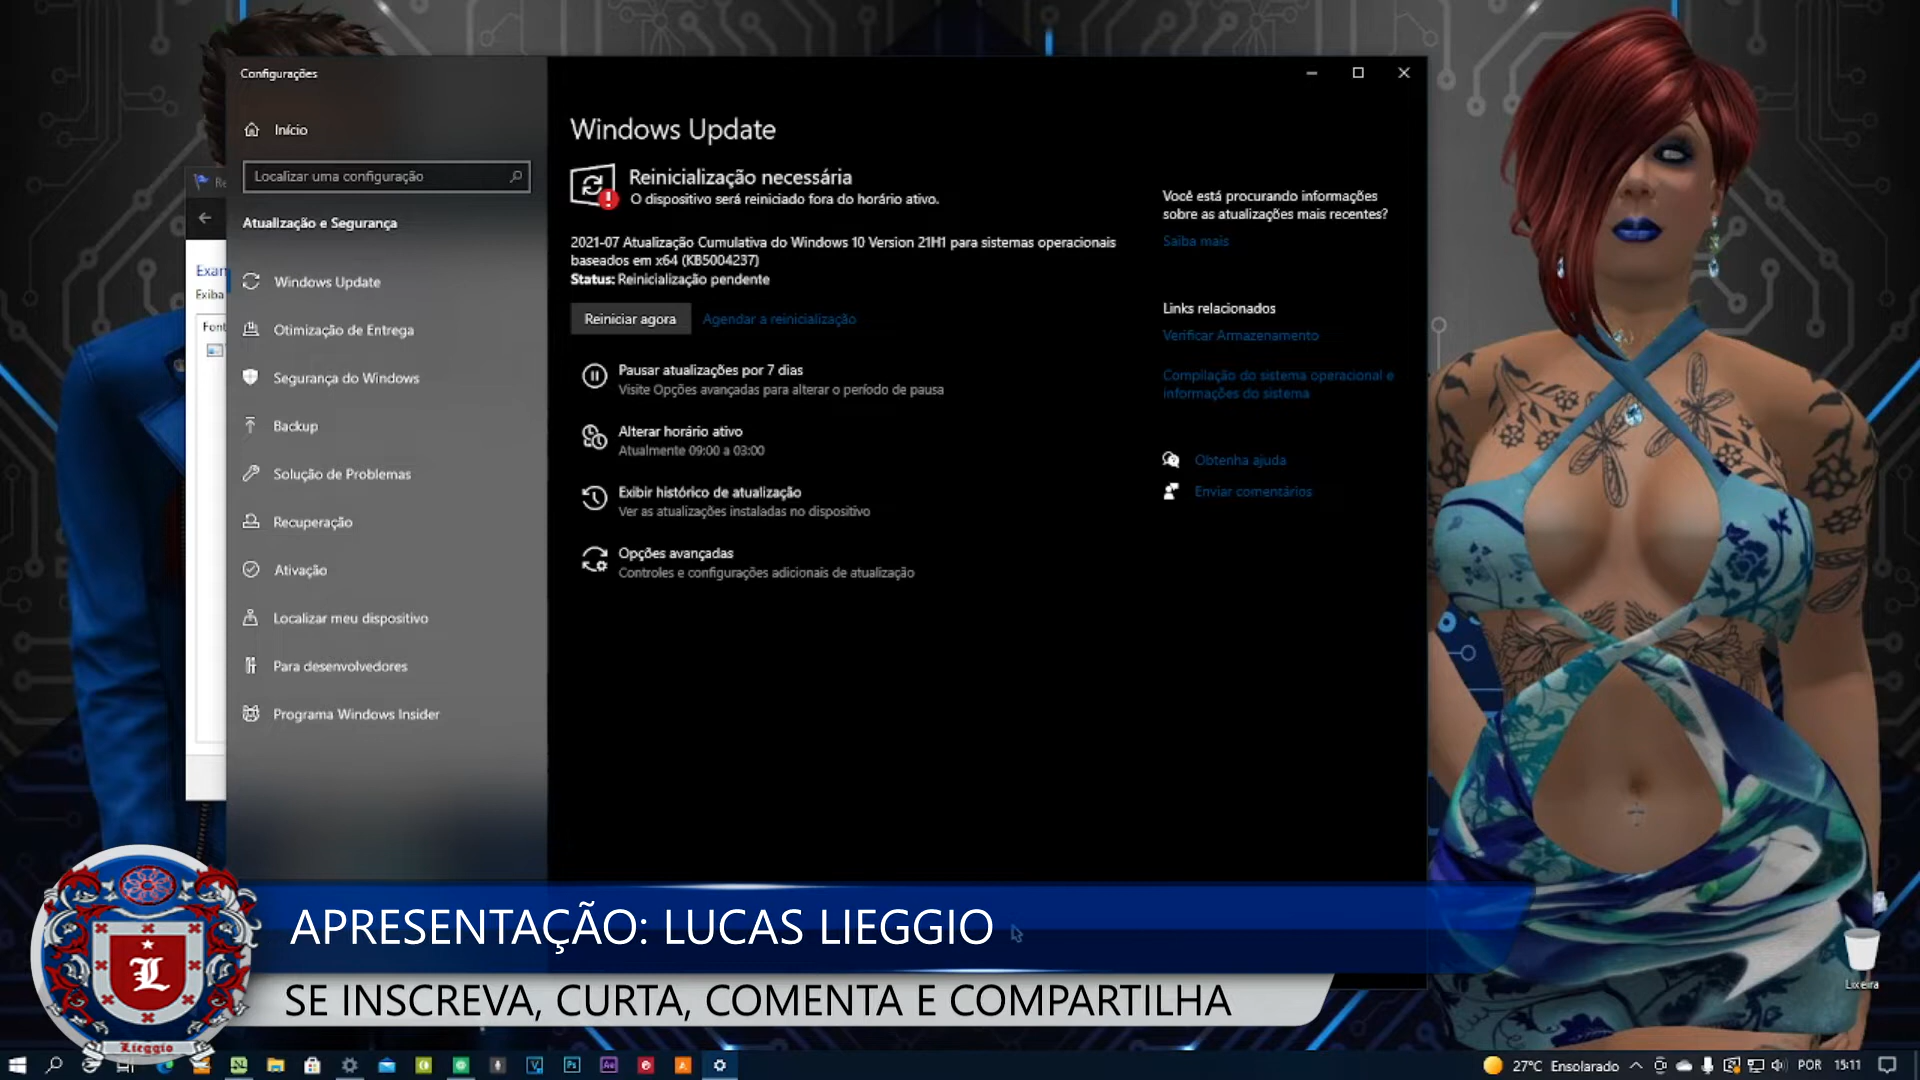 Configurações
Início
Localizar uma configuração
Atualização e Segurança
Windows Update
Otimização de Entrega
Segurança do Windows
Backup
Solução de Problemas
Recuperação
Ativação
Localizar meu dispositivo
Para desenvolvedores
Programa Windows Insider
Re
Exam
Exiba
Font
Windows Update
Reinicialização necessária
O dispositivo será reiniciado fora do horário ativo.
2021-07 Atualização Cumulativa do Windows 10 Version 21H1 para sistemas operacionais
baseados em x64 (KB5004237)
Status: Reinicialização pendente
Reiniciar agora
Agendar a reinicialização
Pausar atualizações por 7 dias
Visite Opções avançadas para alterar o período de pausa
Alterar horário ativo
Atualmente 09:00 a 03:00
Exibir histórico de atualização
Ver as atualizações instaladas no dispositivo
Opções avançadas
Controles e configurações adicionais de atualização
Você está procurando informações
sobre as atualizações mais recentes?
Saiba mais
Links relacionados
Verificar Armazenamento
Compilação do sistema operacional e
informações do sistema
Obtenha ajuda
Enviar comentários
Lixeira
APRESENTAÇÃO: LUCAS LIEGGIO
SE INSCREVA, CURTA, COMENTA E COMPARTILHA
L
Lieggio
V
Ps
Ae
27°C Ensolarado
POR
15:11